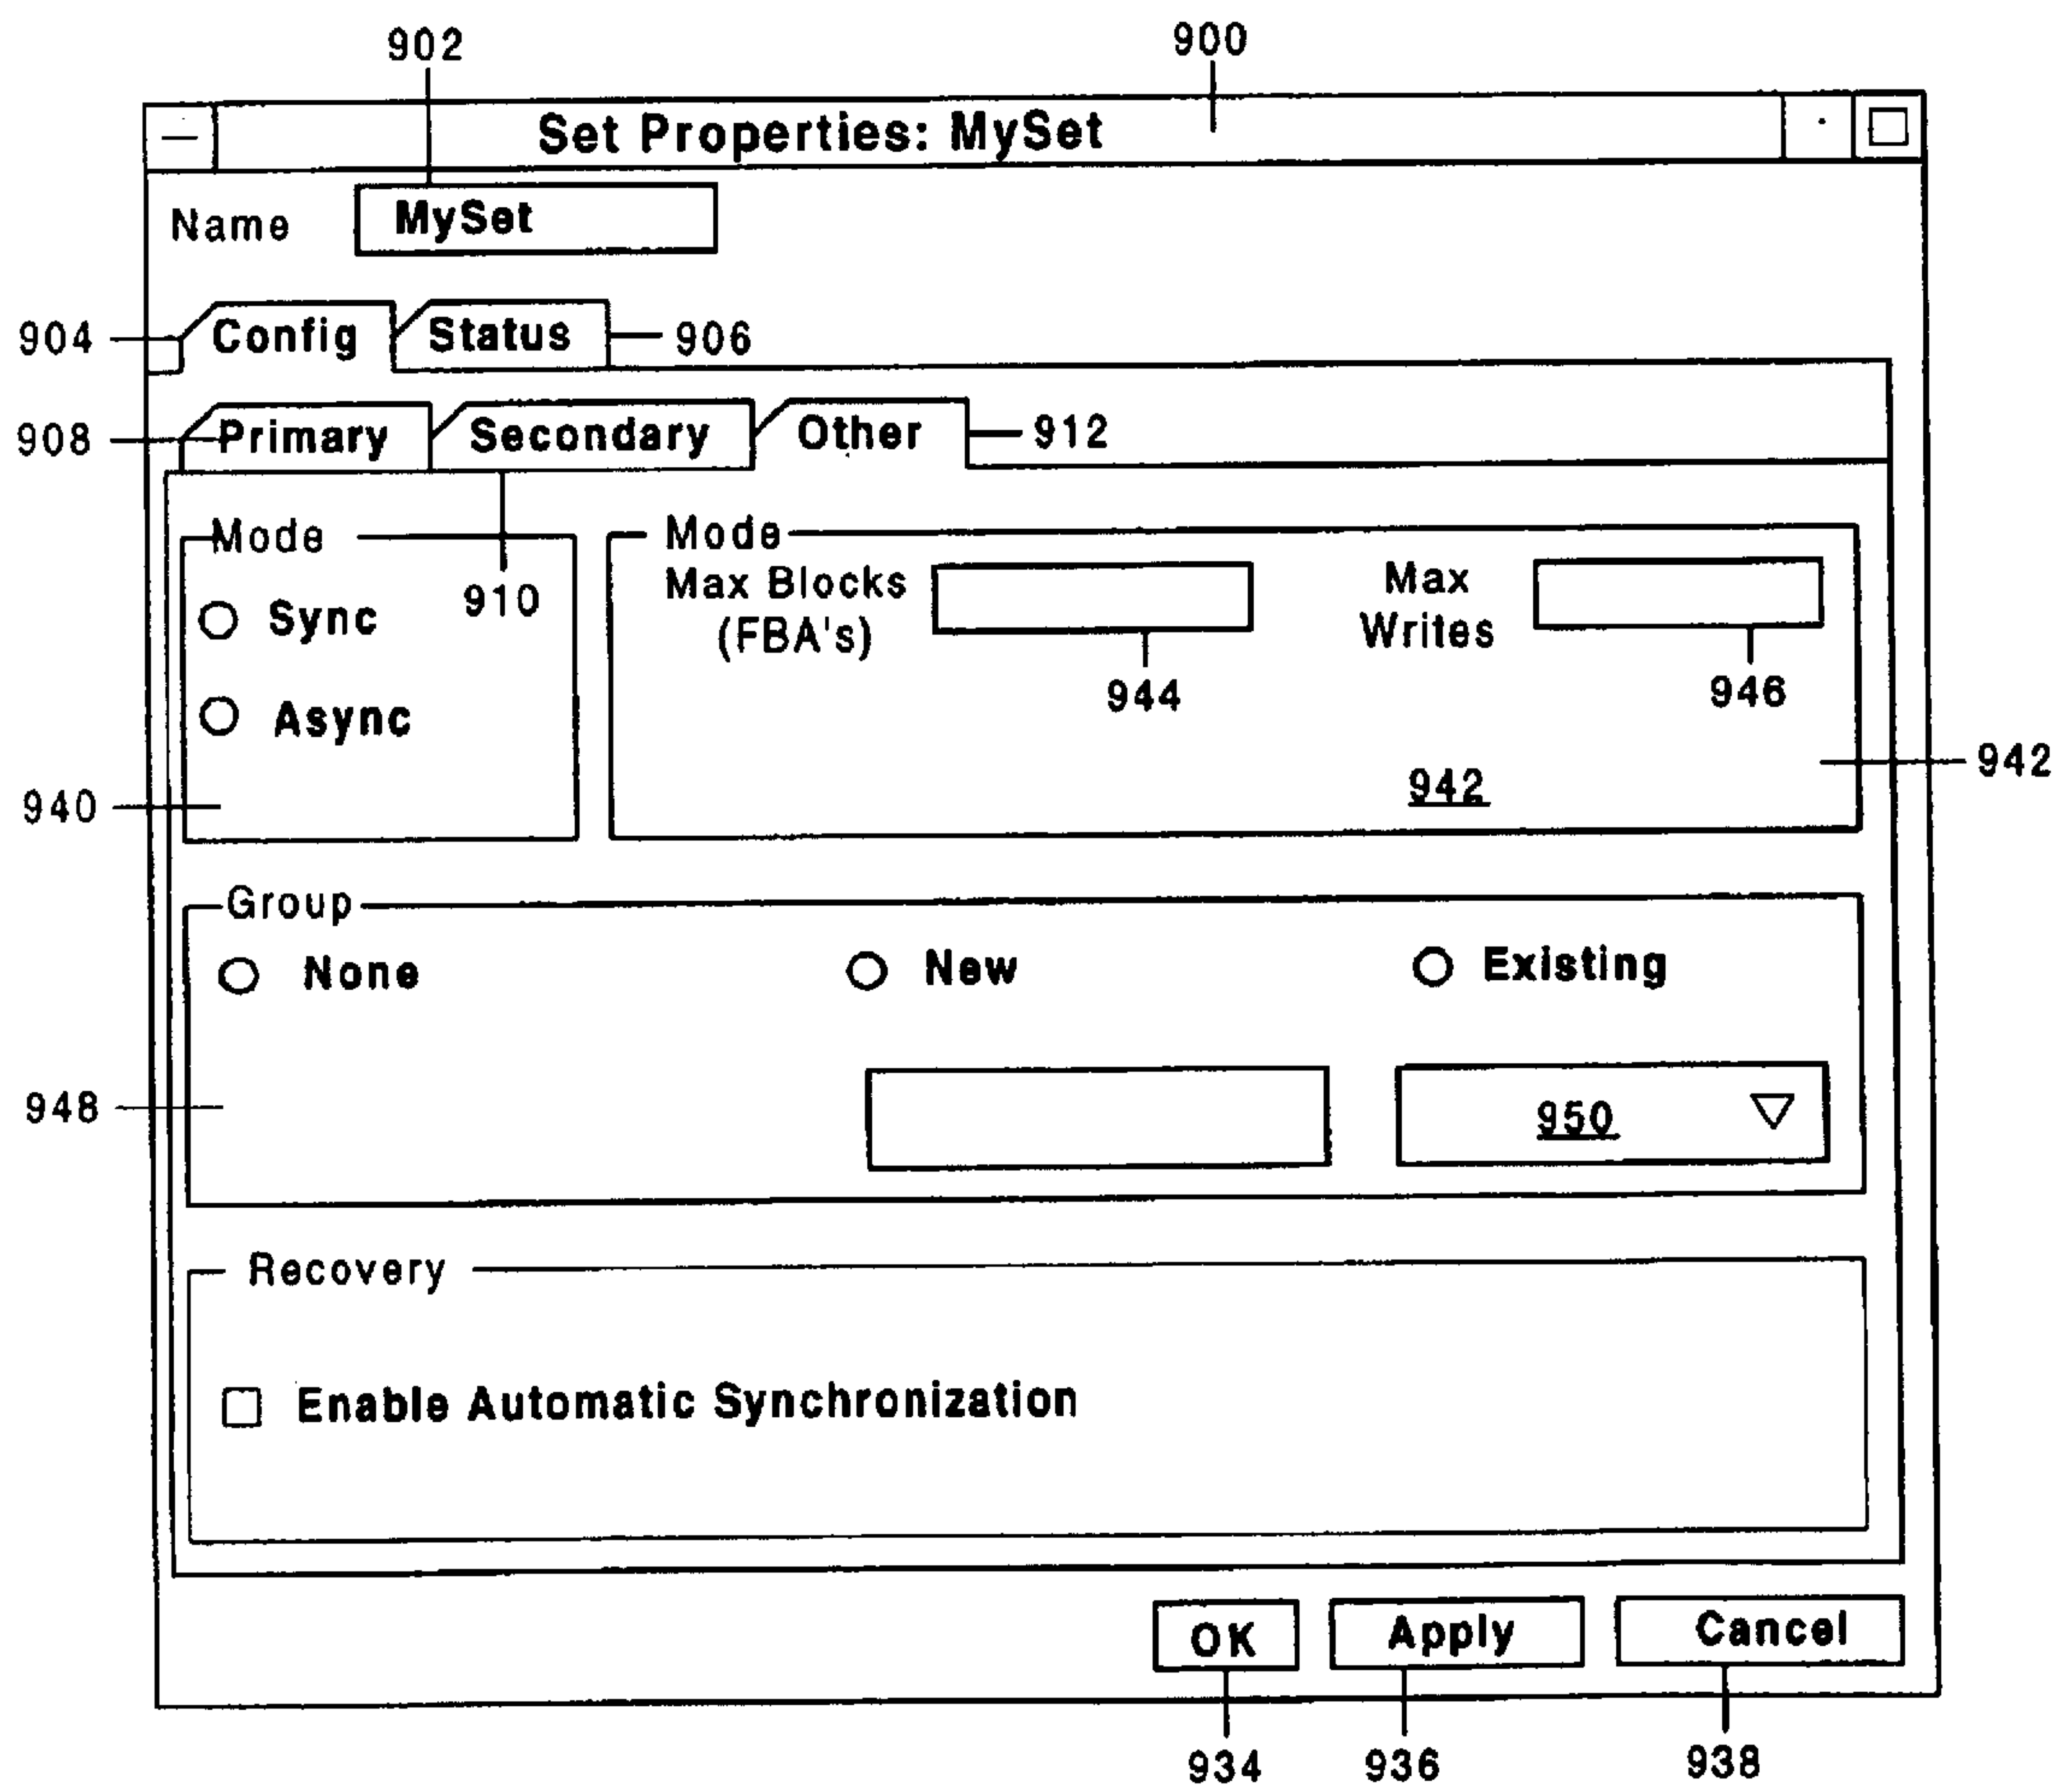 902
900
Set Properties: MySet
Name
MySet
904
Config
Status
906
908
Primary
Secondary
Other
912
Mode
910
Sync
Async
940
Mode
Max Blocks
(FBA's)
944
Max
Writes
946
942
942
Group
None
New
Existing
948
950
Recovery
Enable Automatic Synchronization
OK
Apply
Cancel
934
936
938